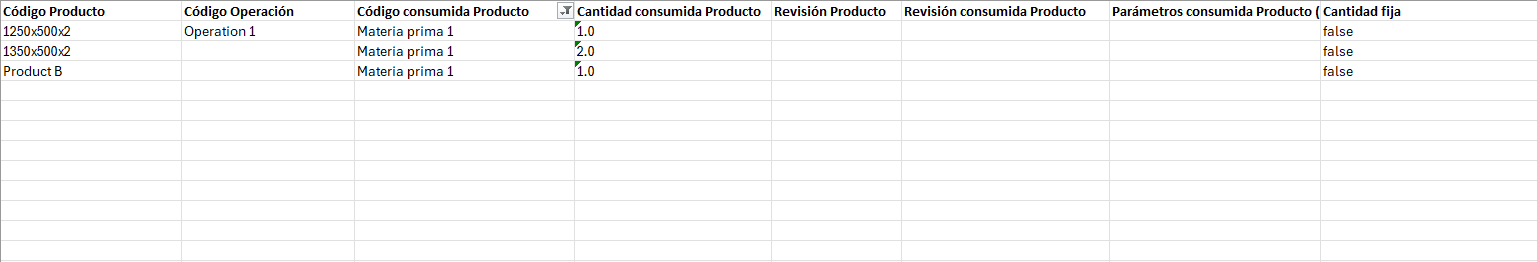 Código Producto Código Operación Código consumida Producto Cantidad consumida Producto Revisión Producto Revisión consumida Producto Parámetros consumida Producto ( Cantidad fija
1250x500x2 Operation 1 Materia prima 1 1.0 false
1350x500x2 Materia prima 1 2.0 false
Product B Materia prima 1 1.0 false